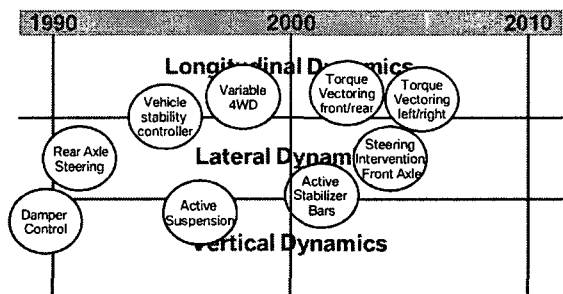 1990 2000 2010
Longitudinal Dynamics
Vehicle
stability
controller
Variable
4WD
Torque
Vectoring
front/rear
Torque
Vectoring
left/right
Lateral Dynam
Rear Axle
Steering
Steering
Intervention
Front Axle
Damper
Control
Active
Suspension
Active
Stabilizer
Bars
Vertical Dynamics